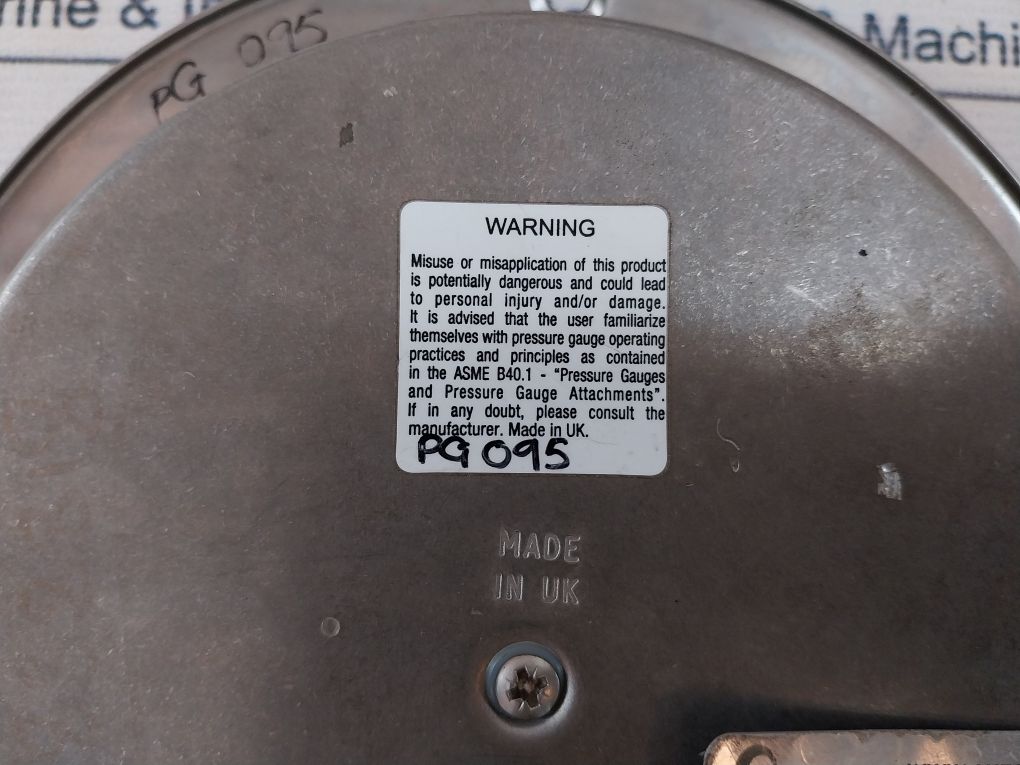 rine &
& Machi
PG 095
WARNING
Misuse or misapplication of this product
is potentially dangerous and could lead
to personal injury and/or damage.
It is advised that the user familiarize
themselves with pressure gauge operating
practices and principles as contained
in the ASME B40.1 - “Pressure Gauges
and Pressure Gauge Attachments”.
If in any doubt, please consult the
manufacturer. Made in UK.
PG 095
MADE
IN UK